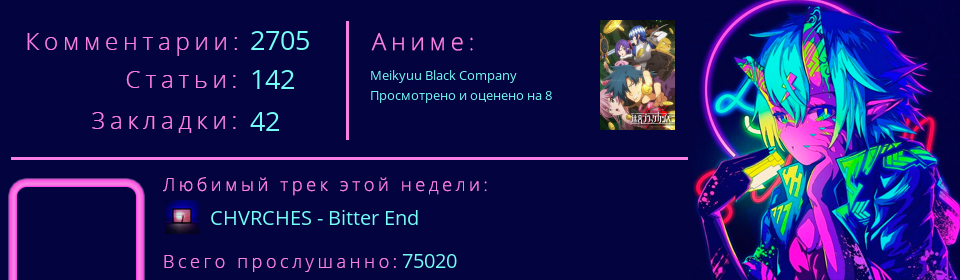 Комментарии: 2705
Статьи: 142
Закладки: 42
Аниме:
Meikyuu Black Company
Просмотрено и оценено на 8
Любимый трек этой недели:
CHVRCHES - Bitter End
Всего прослушанно: 75020